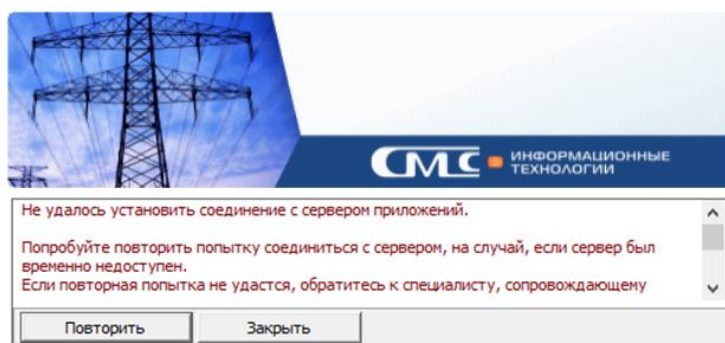 СМС
ИНФОРМАЦИОННЫЕ
ТЕХНОЛОГИИ
Не удалось установить соединение с сервером приложений.
Попробуйте повторить попытку соединиться с сервером, на случай, если сервер был
временно недоступен.
Если повторная попытка не удастся, обратитесь к специалисту, сопровождающему
Повторить
Закрыть